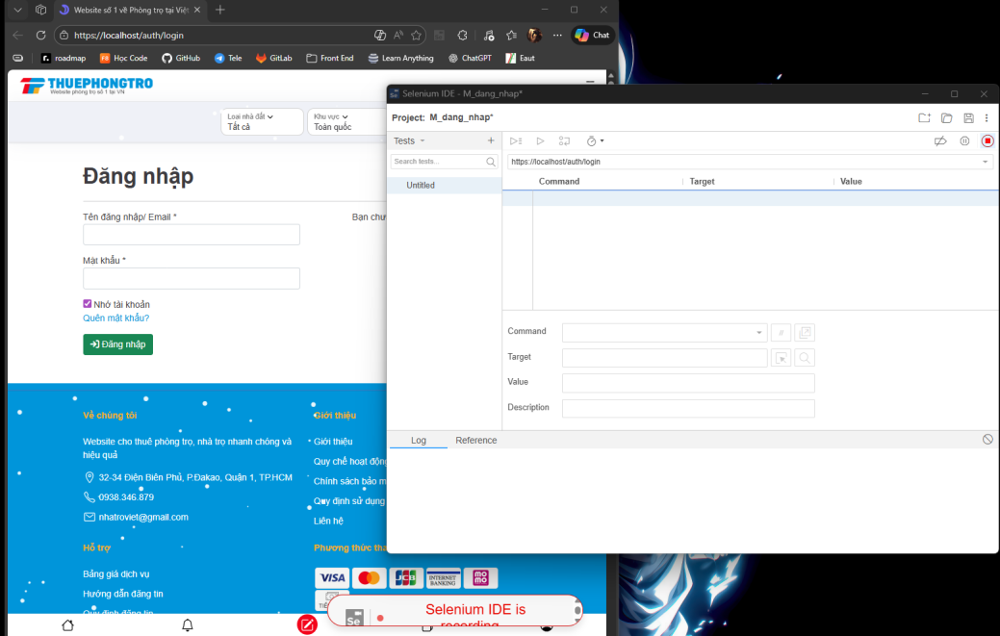 Website số 1 về Phòng trọ tại Việt
https://localhost/auth/login
Chat
roadmap
Học Code
GitHub
Tele
GitLab
Front End
Learn Anything
ChatGPT
Eaut
THUEPHONGTRO
Website phòng trọ số 1 tại VN
Loại nhà đất
Tất cả
Khu vực
Toàn quốc
Đăng nhập
Tên đăng nhập/ Email *
Bạn chư
Mật khẩu *
Nhớ tài khoản
Quên mật khẩu?
Đăng nhập
Về chúng tôi
Website cho thuê phòng trọ, nhà trọ nhanh chóng và
hiệu quả
32-34 Điện Biên Phủ, P.Đakao, Quận 1, TP.HCM
0938.346.879
nhatroviet@gmail.com
Hỗ trợ
Bảng giá dịch vụ
Hướng dẫn đăng tin
Quy định đăng tin
Giới thiệu
Giới thiệu
Quy chế hoạt động
Chính sách bảo m
Quy định sử dụng
Liên hệ
Phương thức tha
VISA
JCB
INTERNET
BANKING
mo
mo
Se
Selenium IDE is
recording
Selenium IDE - M_dang_nhap*
Project: M_dang_nhap*
Tests
Search tests...
Untitled
https://localhost/auth/login
Command
Target
Value
Command
//
Target
Value
Description
Log
Reference